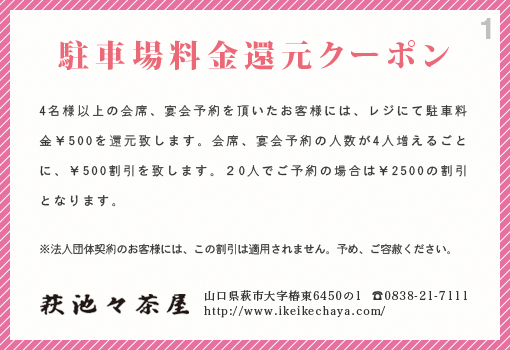 1
駐車場料金還元クーポン
4名様以上の会席、宴会予約を頂いたお客様には、レジにて駐車料
金￥500を還元致します。会席、宴会予約の人数が4人増えるごと
に、￥500割引を致します。２0人でご予約の場合は￥2500の割引
となります。
※法人団体契約のお客様には、この割引は適用されません。予め、ご容赦ください。
萩池々茶屋
山口県萩市大字椿東6450の1 ☎0838-21-7111
http://www.ikeikechaya.com/